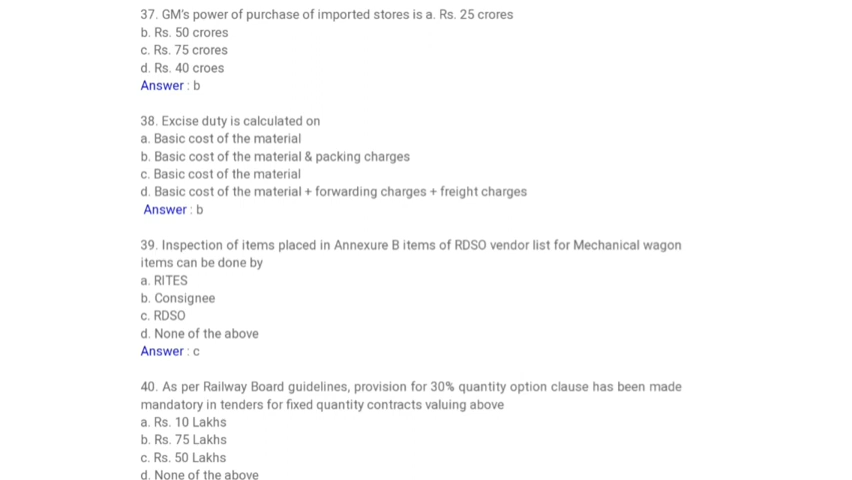 37. GM's power of purchase of imported stores is a. Rs. 25 crores
b. Rs. 50 crores
c. Rs. 75 crores
d. Rs. 40 croes
Answer : b
38. Excise duty is calculated on
a. Basic cost of the material
b. Basic cost of the material & packing charges
c. Basic cost of the material
d. Basic cost of the material + forwarding charges + freight charges
Answer : b
39. Inspection of items placed in Annexure B items of RDSO vendor list for Mechanical wagon
items can be done by
a. RITES
b. Consignee
c. RDSO
d. None of the above
Answer : c
40. As per Railway Board guidelines, provision for 30% quantity option clause has been made
mandatory in tenders for fixed quantity contracts valuing above
a. Rs. 10 Lakhs
b. Rs. 75 Lakhs
c. Rs. 50 Lakhs
d. None of the above